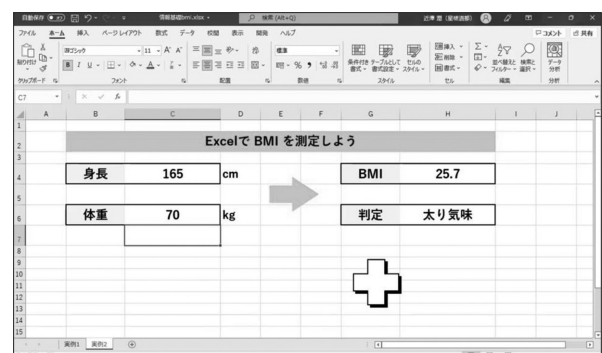 自動保存 オフ 情報基礎bmi.xlsx 検索 (Alt+Q)
ファイル ホーム 挿入 ページ レイアウト 数式 データ 校閲 表示 開発 ヘルプ コメント 共有
游ゴシック 11 標準
貼り付け B I U 条件付き書式 テーブルとして書式設定 セルのスタイル 挿入 削除 書式 並べ替えとフィルター 検索と選択 データ分析
クリップボード フォント 配置 数値 スタイル セル 編集 分析
C7 fx
A B C D E F G H I J
1
2 ExcelでBMIを測定しよう
3
4 身長 165 cm BMI 25.7
5
6 体重 70 kg 判定 太り気味
7
8
9
10
11
12
13
14
15
実例1 実例2